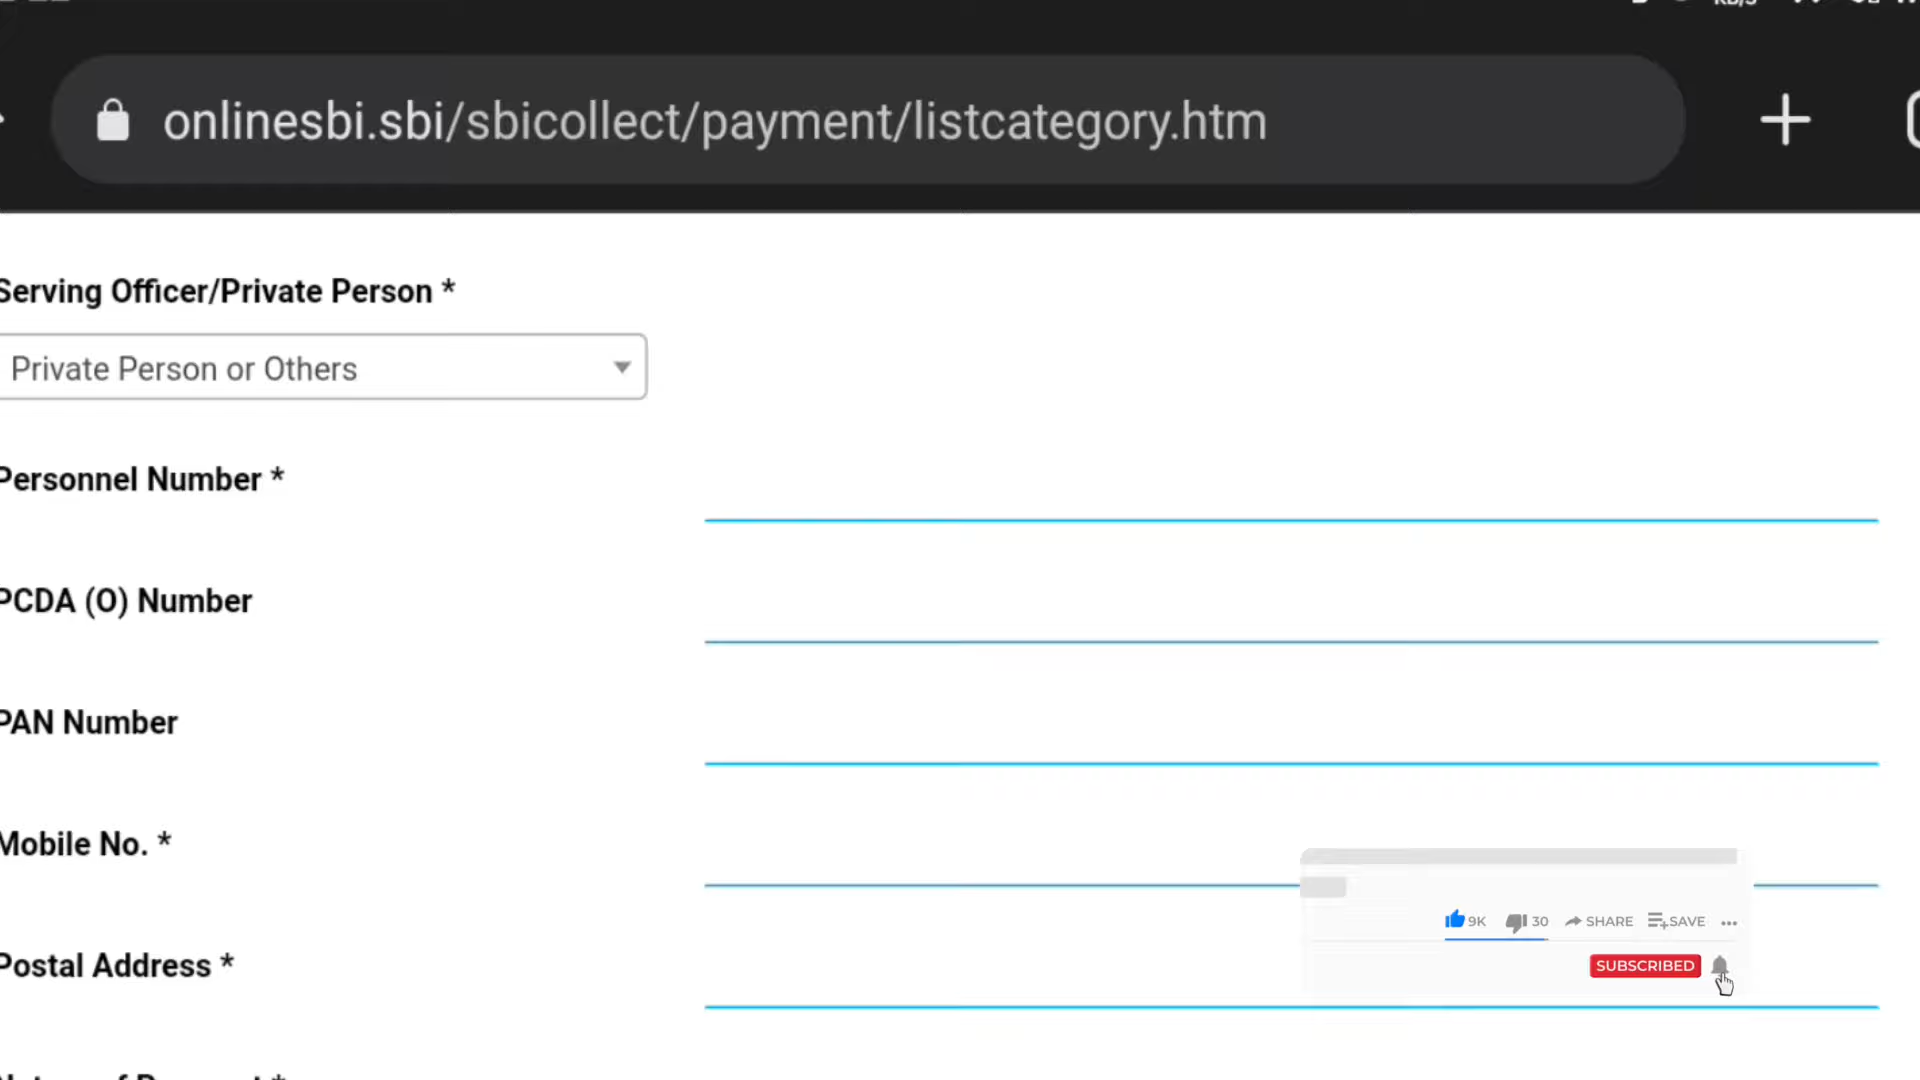 onlinesbi.sbi/sbicollect/payment/listcategory.htm
Serving Officer/Private Person *
Private Person or Others
Personnel Number *
PCDA (O) Number
PAN Number
Mobile No. *
9K 30 SHARE SAVE
SUBSCRIBED
Postal Address *